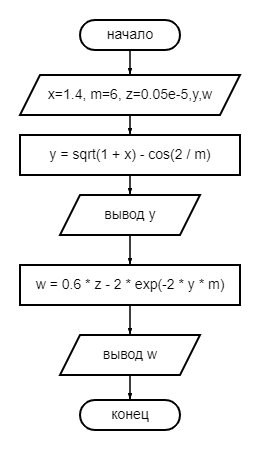 начало
x=1.4, m=6, z=0.05e-5,y,w
y = sqrt(1 + x) - cos(2 / m)
вывод y
w = 0.6 * z - 2 * exp(-2 * y * m)
вывод w
конец